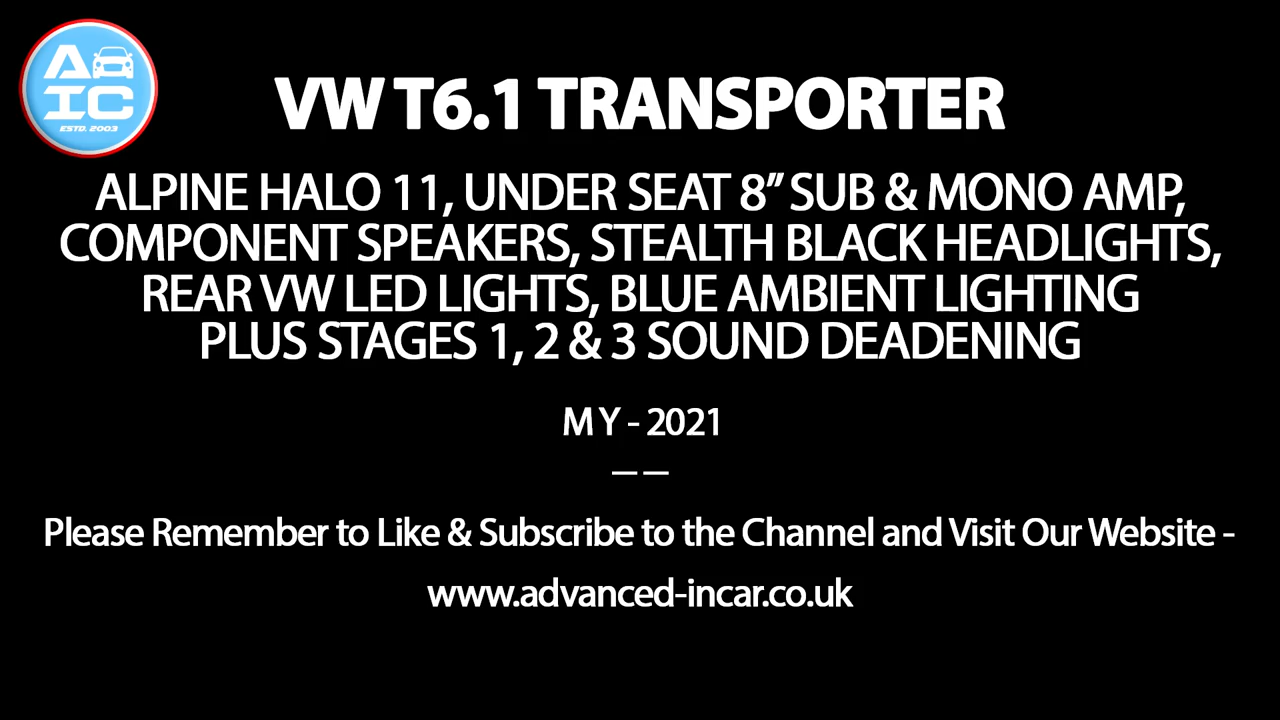 A
IC
ESTD. 2003
VW T6.1 TRANSPORTER
ALPINE HALO 11, UNDER SEAT 8” SUB & MONO AMP,
COMPONENT SPEAKERS, STEALTH BLACK HEADLIGHTS,
REAR VW LED LIGHTS, BLUE AMBIENT LIGHTING
PLUS STAGES 1, 2 & 3 SOUND DEADENING
MY - 2021
— —
Please Remember to Like & Subscribe to the Channel and Visit Our Website -
www.advanced-incar.co.uk